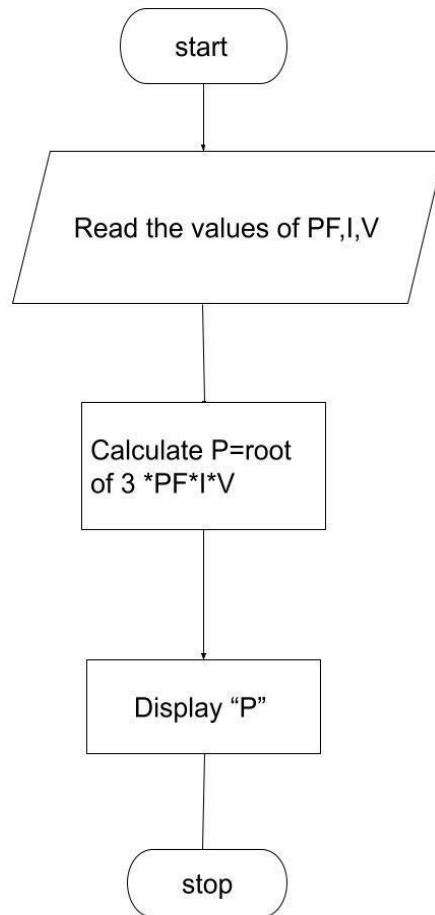 start
Read the values of PF,I,V
Calculate P=root
of 3 *PF*I*V
Display “P”
stop